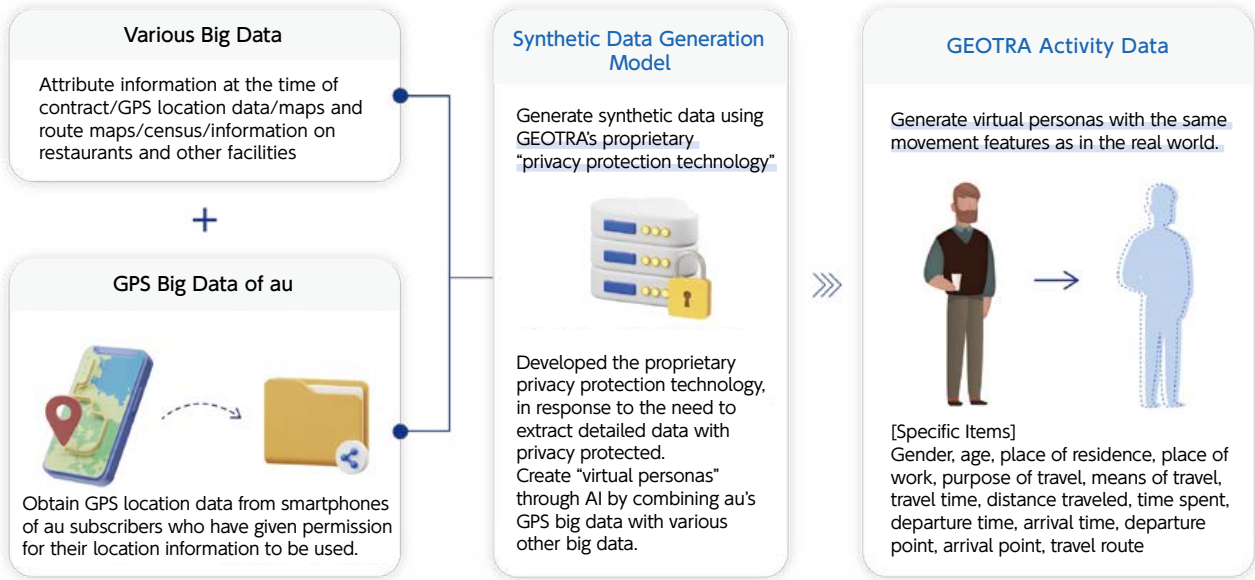 Various Big Data
Attribute information at the time of
contract/GPS location data/maps and
route maps/census/information on
restaurants and other facilities
+
GPS Big Data of au
Obtain GPS location data from smartphones
of au subscribers who have given permission
for their location information to be used.
Synthetic Data Generation
Model
Generate synthetic data using
GEOTRA's proprietary
“privacy protection technology”
Developed the proprietary
privacy protection technology,
in response to the need to
extract detailed data with
privacy protected.
Create “virtual personas”
through AI by combining au's
GPS big data with various
other big data.
GEOTRA Activity Data
Generate virtual personas with the same
movement features as in the real world.
[Specific Items]
Gender, age, place of residence, place of
work, purpose of travel, means of travel,
travel time, distance traveled, time spent,
departure time, arrival time, departure
point, arrival point, travel route